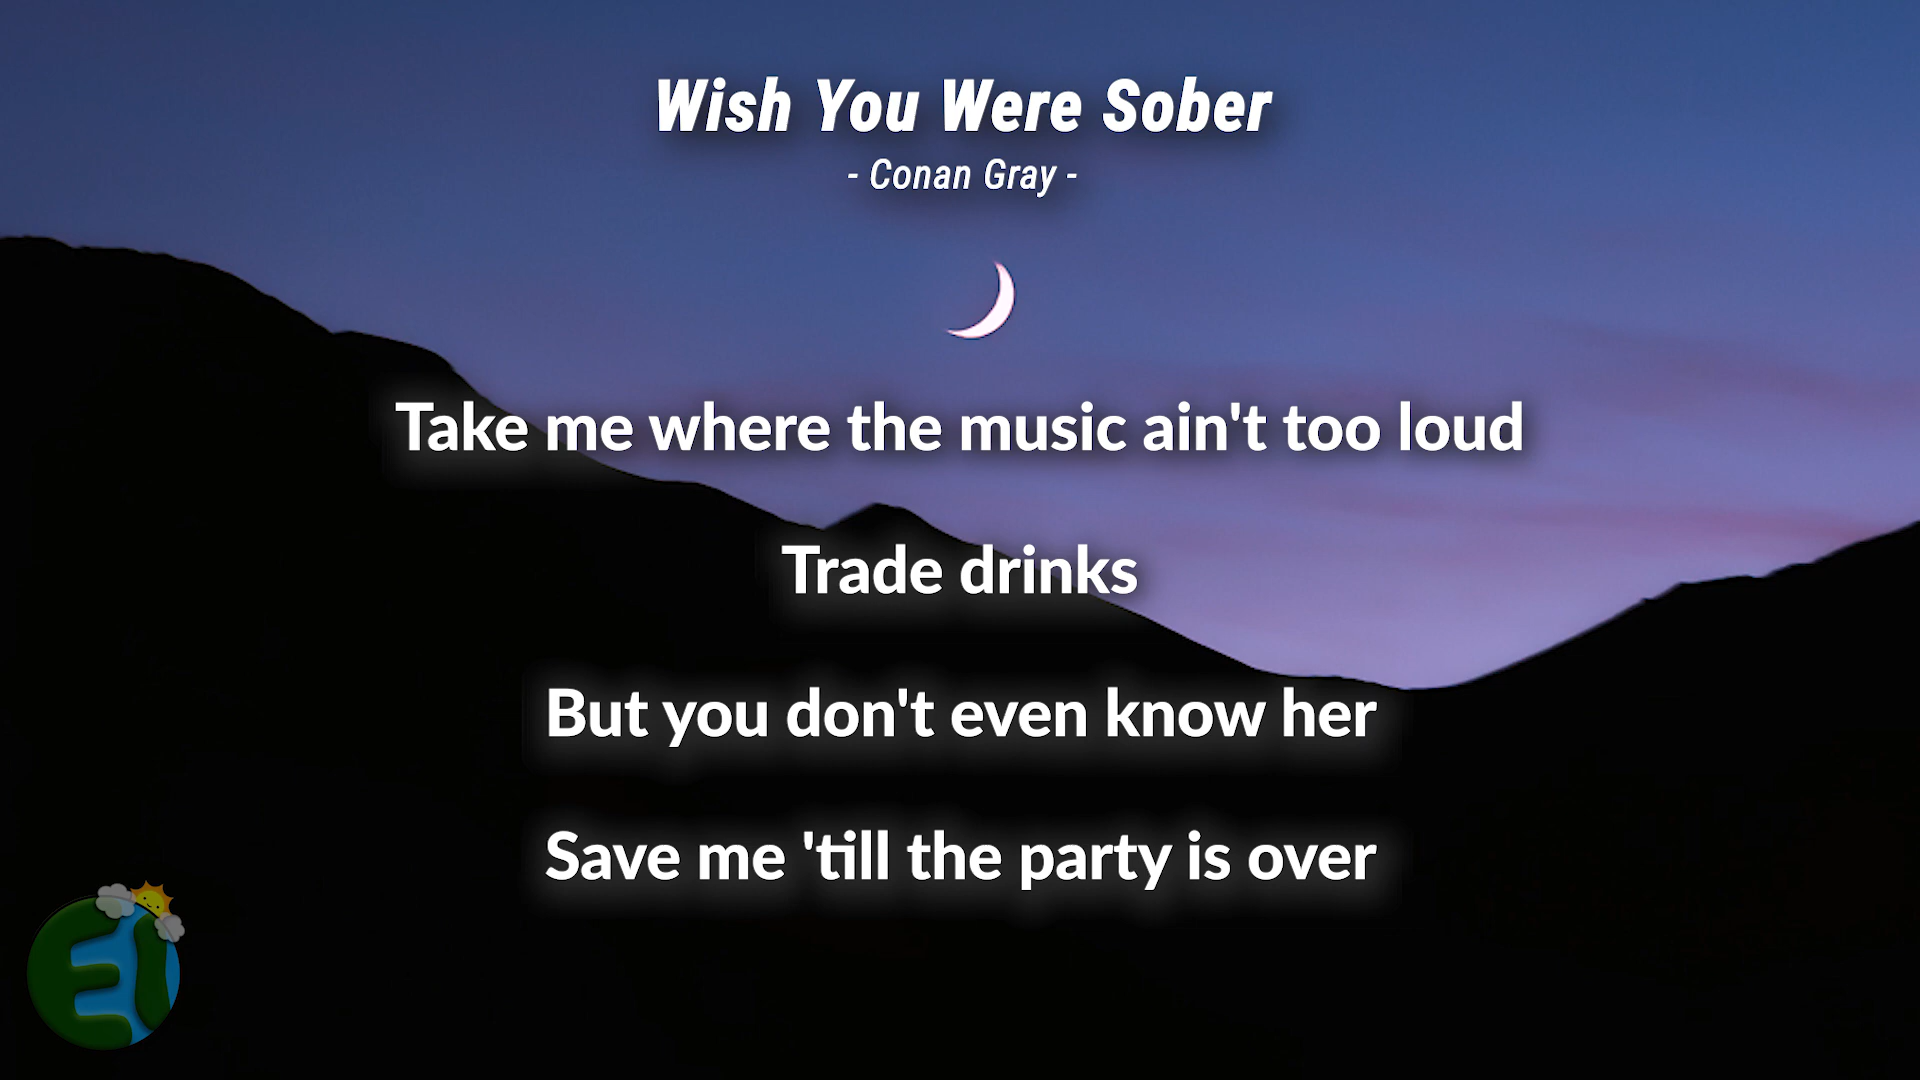 Wish You Were Sober
- Conan Gray -
Take me where the music ain't too loud
Trade drinks
But you don't even know her
Save me 'till the party is over
EI